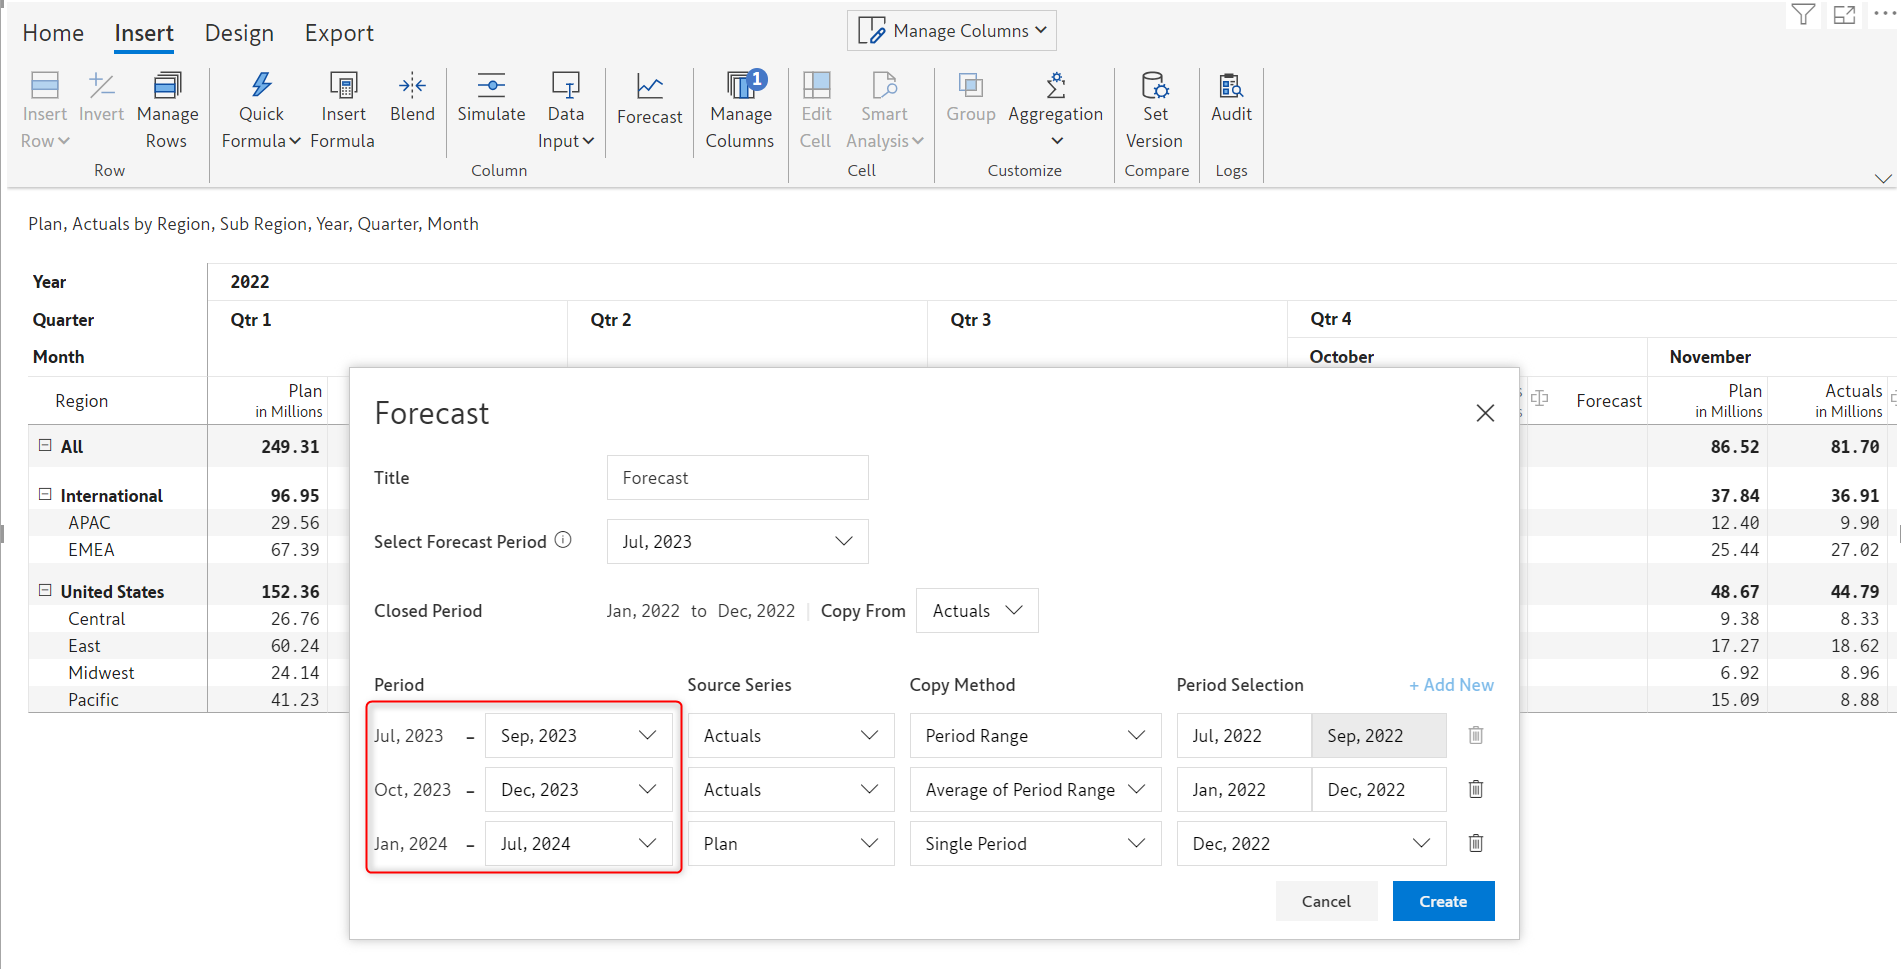 Home Insert Design Export
Manage Columns
Insert Row
Invert
Manage Rows
Row
Quick Formula
Insert Formula
Blend
Simulate
Data Input
Column
Forecast
1
Manage Columns
Edit Cell
Smart Analysis
Cell
Group
Aggregation
Customize
Set Version
Compare
Audit
Logs
Plan, Actuals by Region, Sub Region, Year, Quarter, Month
Year 2022
Quarter Qtr 1 Qtr 2 Qtr 3 Qtr 4
Month October November
Region Plan in Millions Forecast Plan in Millions Actuals in Millions
All 249.31 86.52 81.70
International 96.95 37.84 36.91
APAC 29.56 12.40 9.90
EMEA 67.39 25.44 27.02
United States 152.36 48.67 44.79
Central 26.76 9.38 8.33
East 60.24 17.27 18.62
Midwest 24.14 6.92 8.96
Pacific 41.23 15.09 8.88
Forecast
Title Forecast
Select Forecast Period Jul, 2023
Closed Period Jan, 2022 to Dec, 2022 Copy From Actuals
Period Source Series Copy Method Period Selection + Add New
Jul, 2023 – Sep, 2023 Actuals Period Range Jul, 2022 Sep, 2022
Oct, 2023 – Dec, 2023 Actuals Average of Period Range Jan, 2022 Dec, 2022
Jan, 2024 – Jul, 2024 Plan Single Period Dec, 2022
Cancel Create